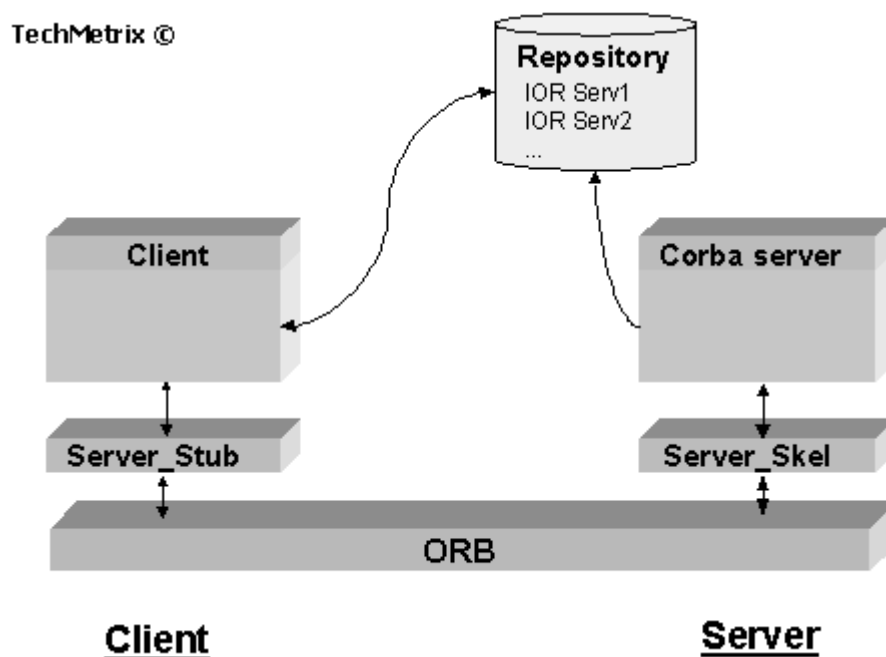 TechMetrix ©
Repository
IOR Serv1
IOR Serv2
...
Client
Corba server
Server_Stub
Server_Skel
ORB
Client
Server